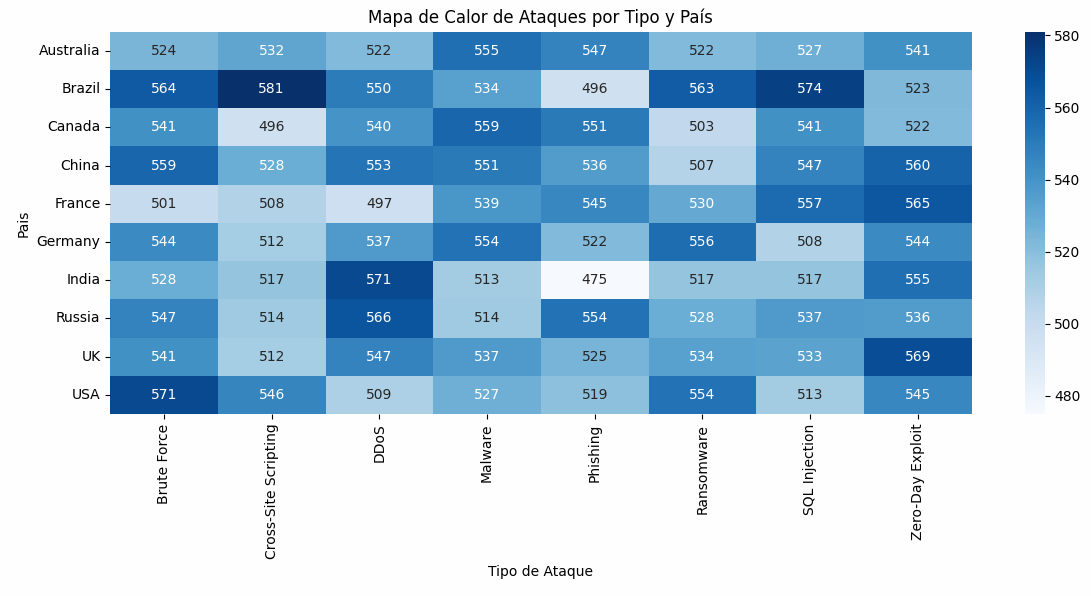 Mapa de Calor de Ataques por Tipo y País
Australia 524 532 522 555 547 522 527 541
Brazil 564 581 550 534 496 563 574 523
Canada 541 496 540 559 551 503 541 522
China 559 528 553 551 536 507 547 560
France 501 508 497 539 545 530 557 565
Germany 544 512 537 554 522 556 508 544
India 528 517 571 513 475 517 517 555
Russia 547 514 566 514 554 528 537 536
UK 541 512 547 537 525 534 533 569
USA 571 546 509 527 519 554 513 545
Pais
Brute Force
Cross-Site Scripting
DDoS
Malware
Phishing
Ransomware
SQL Injection
Zero-Day Exploit
Tipo de Ataque
580
560
540
520
500
480